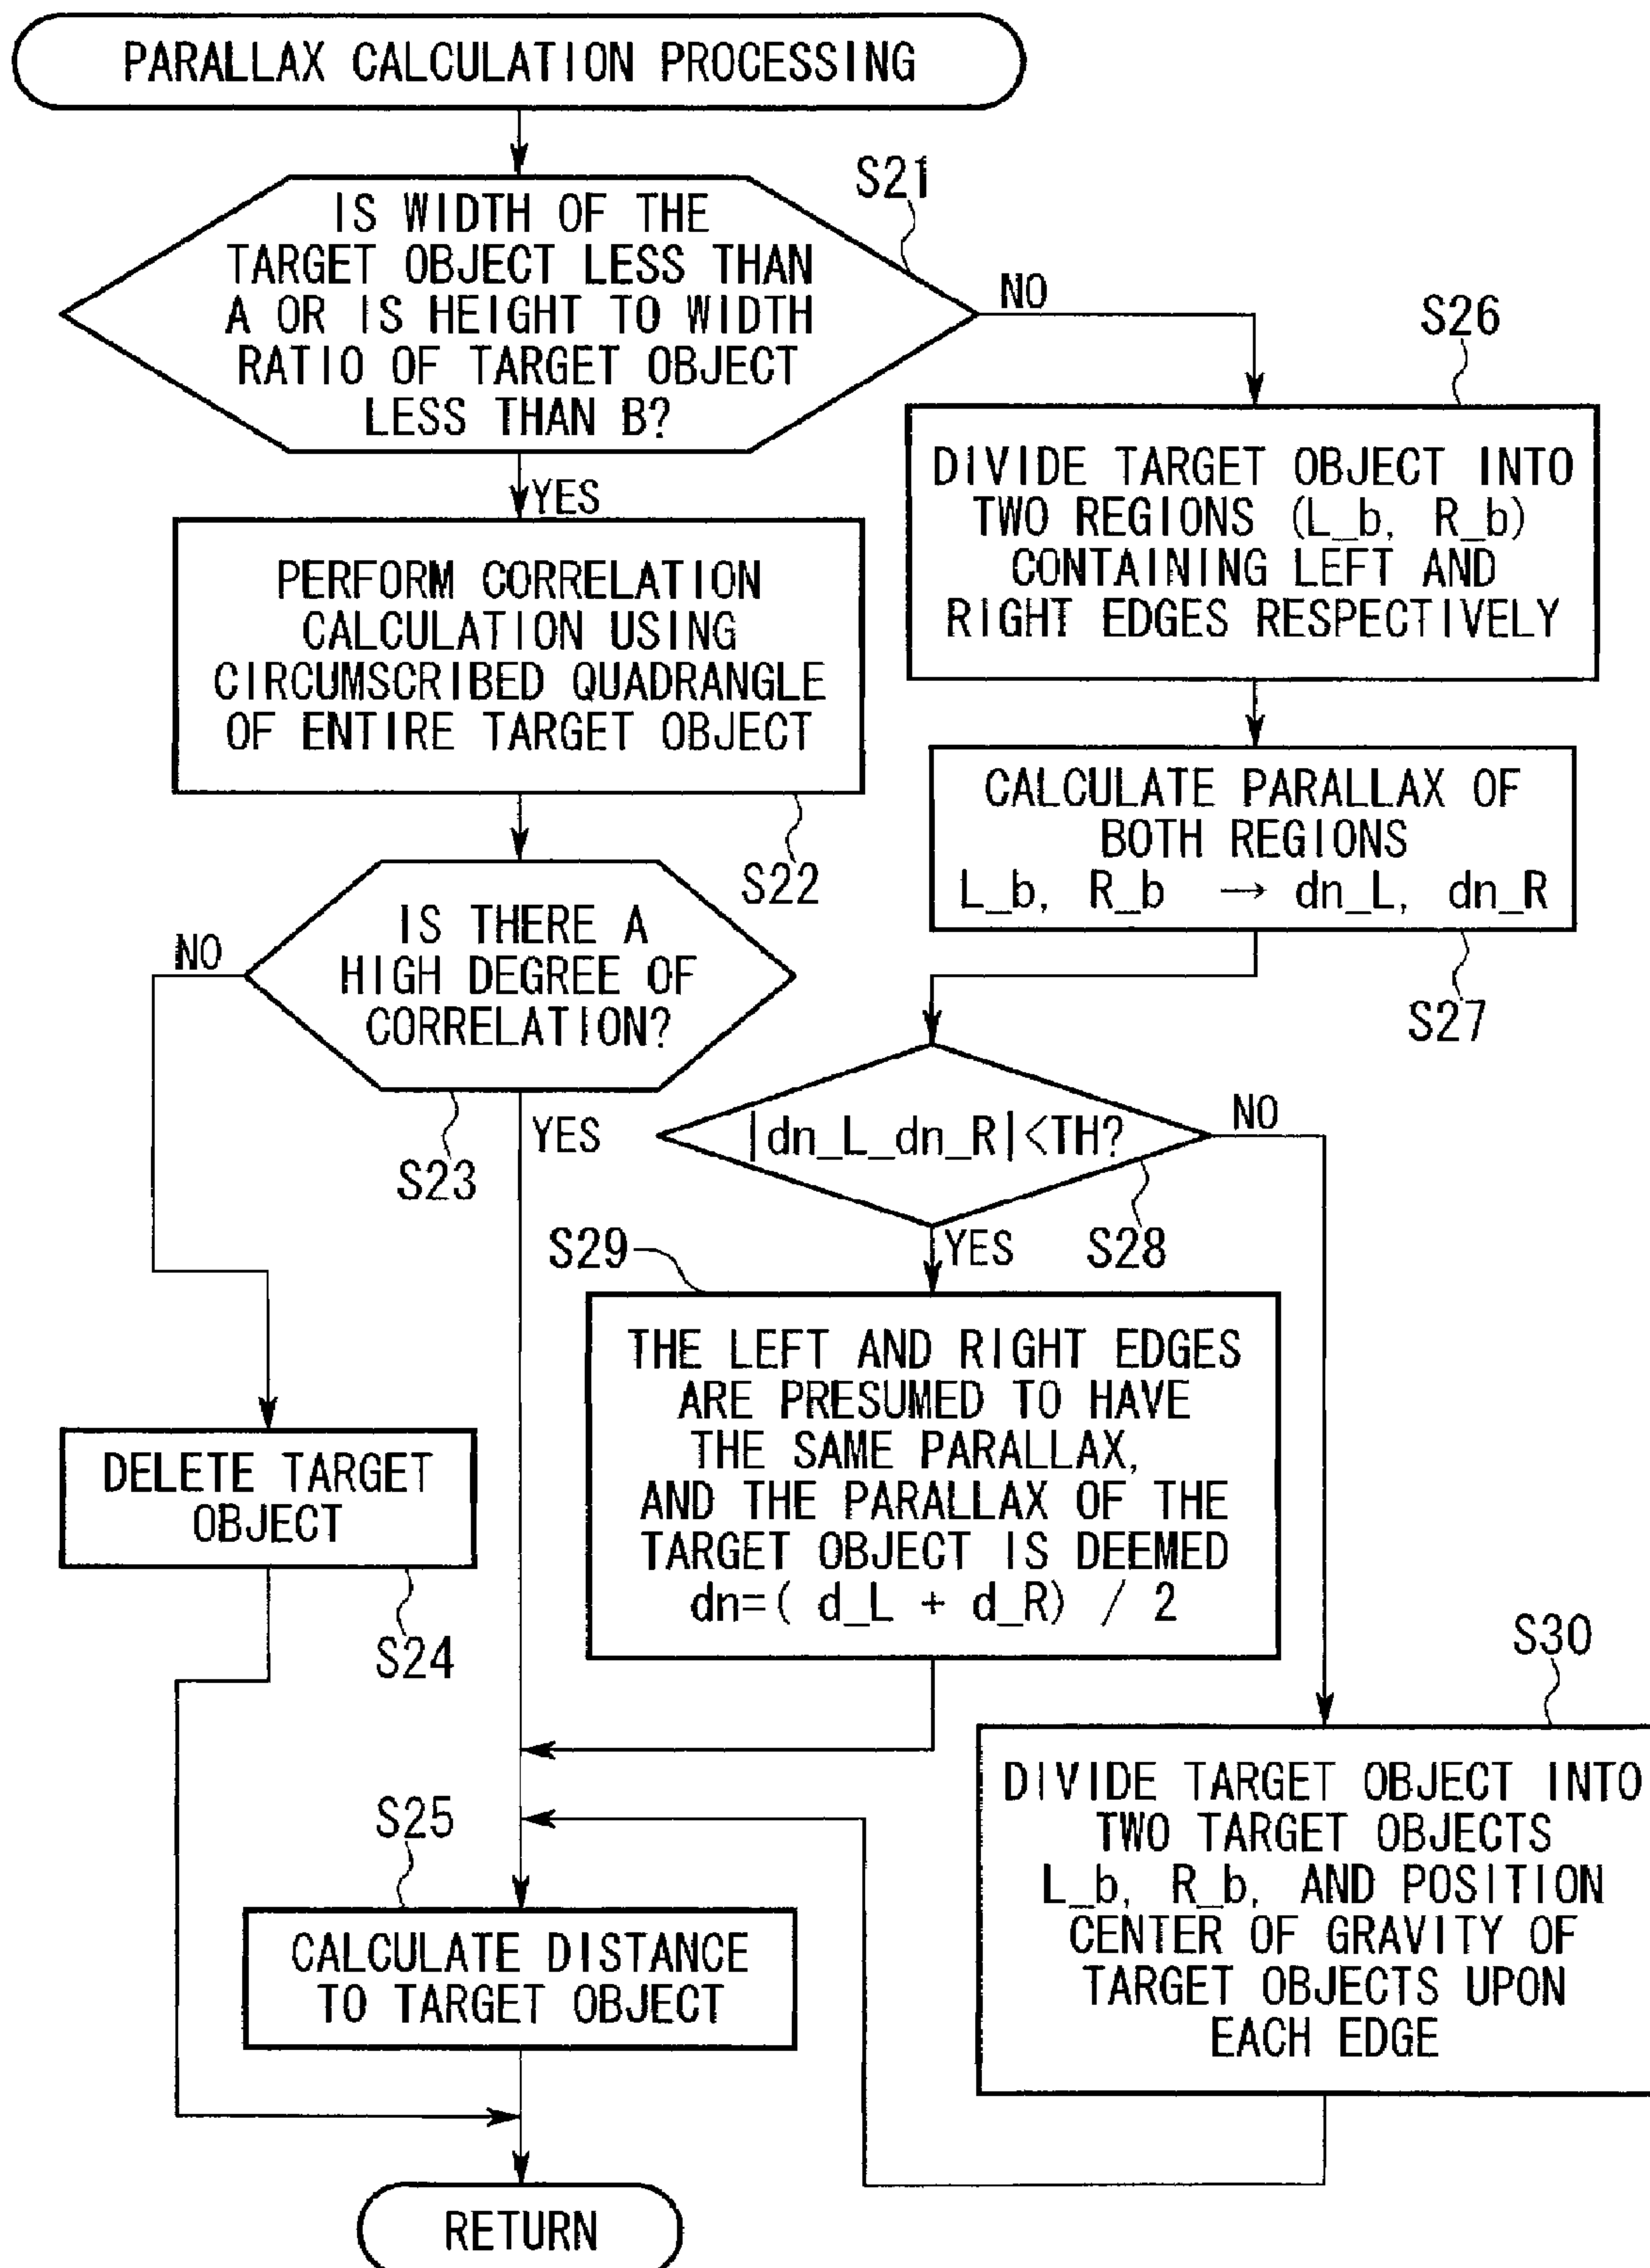 PARALLAX CALCULATION PROCESSING
S21
IS WIDTH OF THE
TARGET OBJECT LESS THAN
A OR IS HEIGHT TO WIDTH
RATIO OF TARGET OBJECT
LESS THAN B?
NO
YES
S26
DIVIDE TARGET OBJECT INTO
TWO REGIONS (L_b, R_b)
CONTAINING LEFT AND
RIGHT EDGES RESPECTIVELY
PERFORM CORRELATION
CALCULATION USING
CIRCUMSCRIBED QUADRANGLE
OF ENTIRE TARGET OBJECT
S22
CALCULATE PARALLAX OF
BOTH REGIONS
L_b, R_b → dn_L, dn_R
S27
IS THERE A
HIGH DEGREE OF
CORRELATION?
NO
YES
S23
|dn_L_dn_R|<TH?
NO
YES
S28
S29
THE LEFT AND RIGHT EDGES
ARE PRESUMED TO HAVE
THE SAME PARALLAX,
AND THE PARALLAX OF THE
TARGET OBJECT IS DEEMED
dn=( d_L + d_R) / 2
DELETE TARGET
OBJECT
S24
S30
DIVIDE TARGET OBJECT INTO
TWO TARGET OBJECTS
L_b, R_b, AND POSITION
CENTER OF GRAVITY OF
TARGET OBJECTS UPON
EACH EDGE
S25
CALCULATE DISTANCE
TO TARGET OBJECT
RETURN